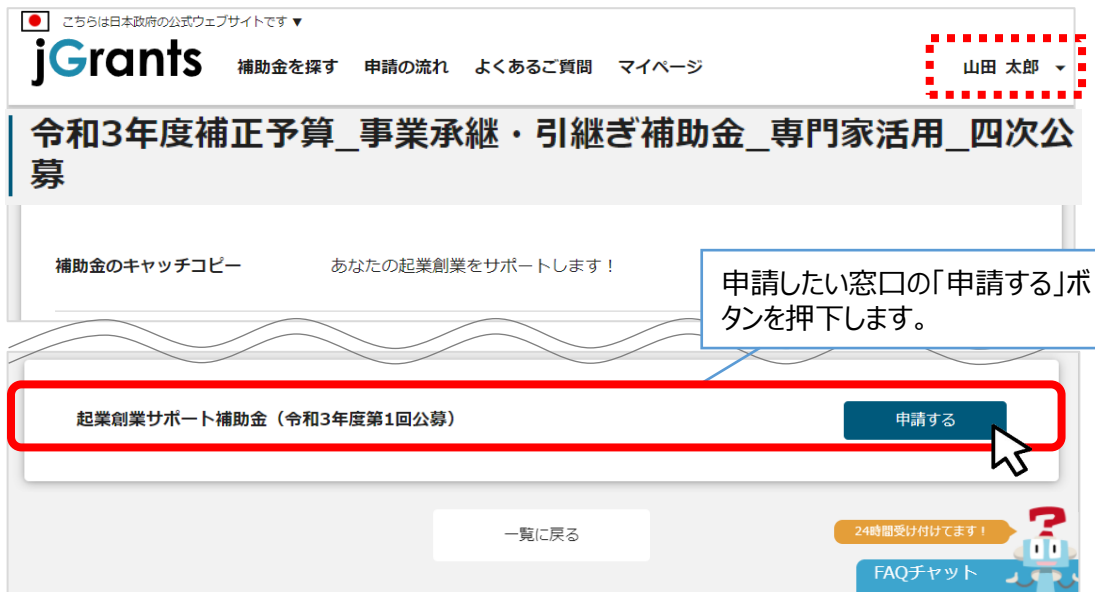 こちらは日本政府の公式ウェブサイトです ▼
jGrants 補助金を探す 申請の流れ よくあるご質問 マイページ 山田 太郎
令和3年度補正予算_事業承継・引継ぎ補助金_専門家活用_四次公
募
補助金のキャッチコピー あなたの起業創業をサポートします！
申請したい窓口の「申請する」ボ
タンを押下します。
起業創業サポート補助金（令和3年度第1回公募） 申請する
一覧に戻る
24時間受け付けてます！
FAQチャット